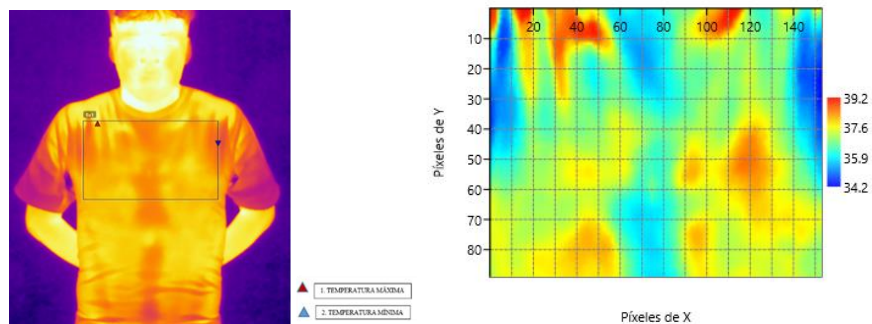 1. TEMPERATURA MÁXIMA
2. TEMPERATURA MÍNIMA
20 40 60 80 100 120 140
10
20
30
40
50
60
70
80
Píxeles de Y
Píxeles de X
39.2
37.6
35.9
34.2